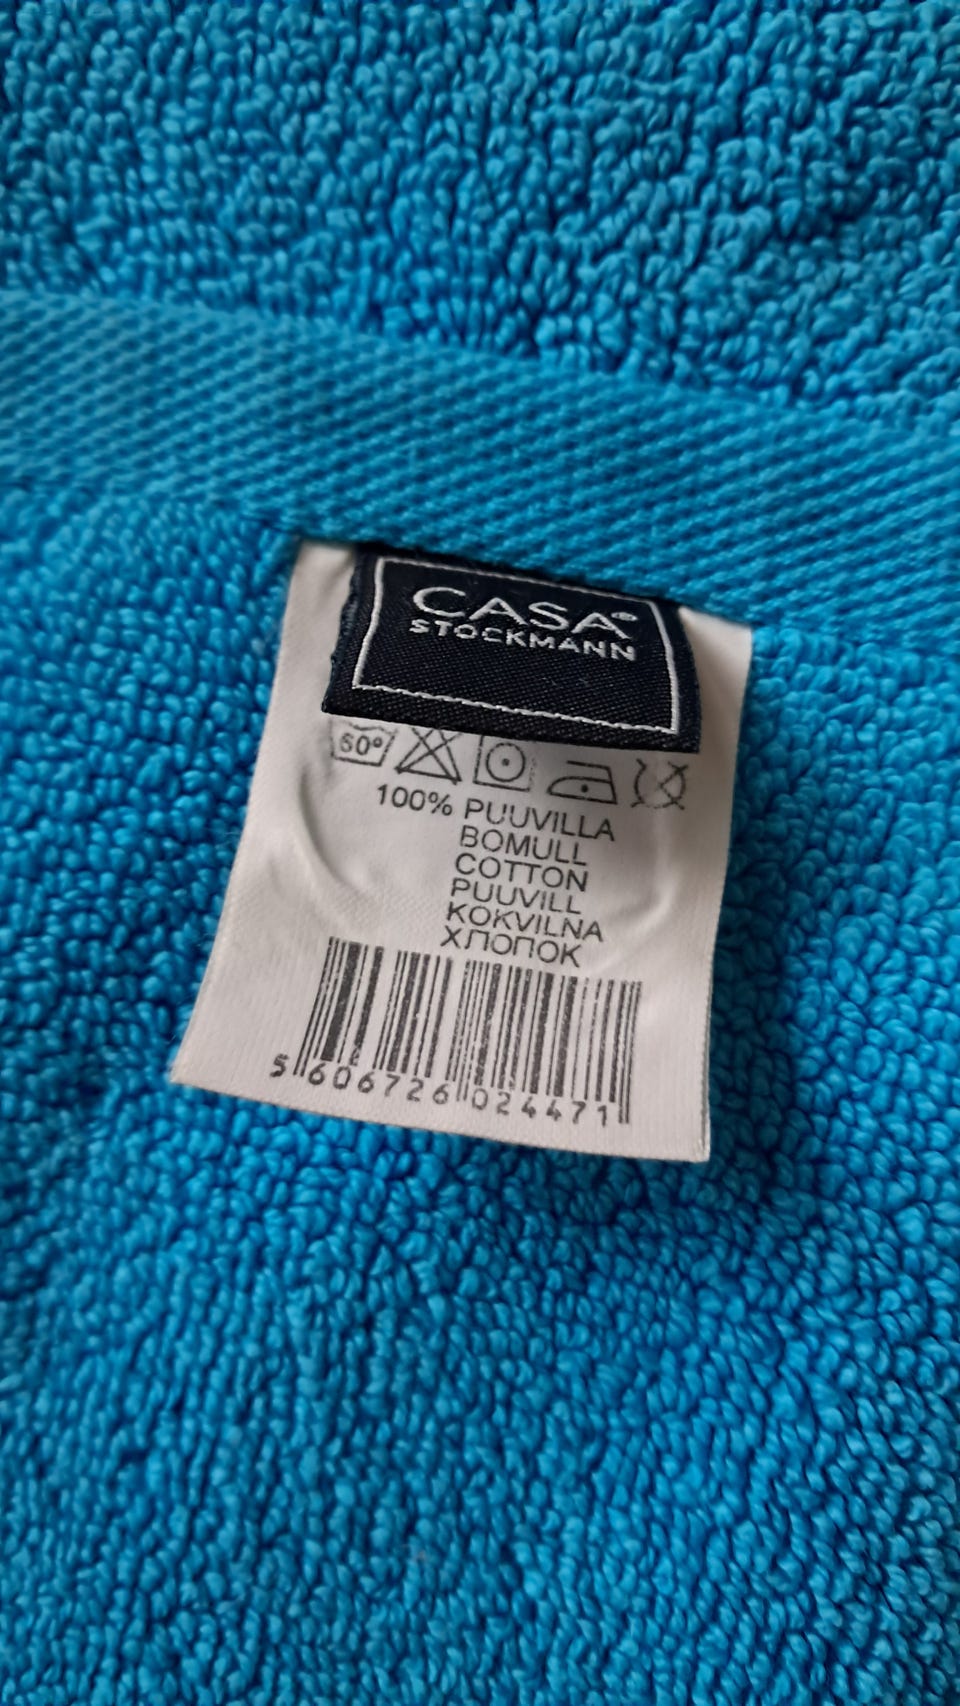 CASA®
STOCKMANN
60°
100% PUUVILLA
BOMULL
COTTON
PUUVILL
KOKVILNA
ХЛОПОК
5 606726 024471